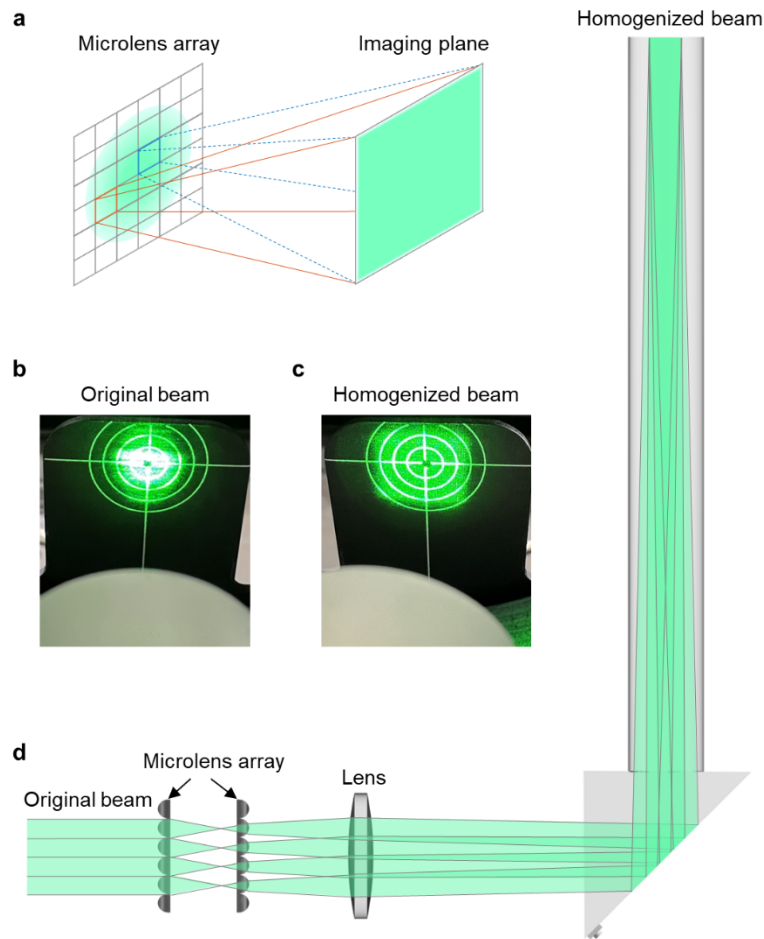 a
Microlens array
Imaging plane
Homogenized beam
b
Original beam
c
Homogenized beam
d
Microlens array
Original beam
Lens